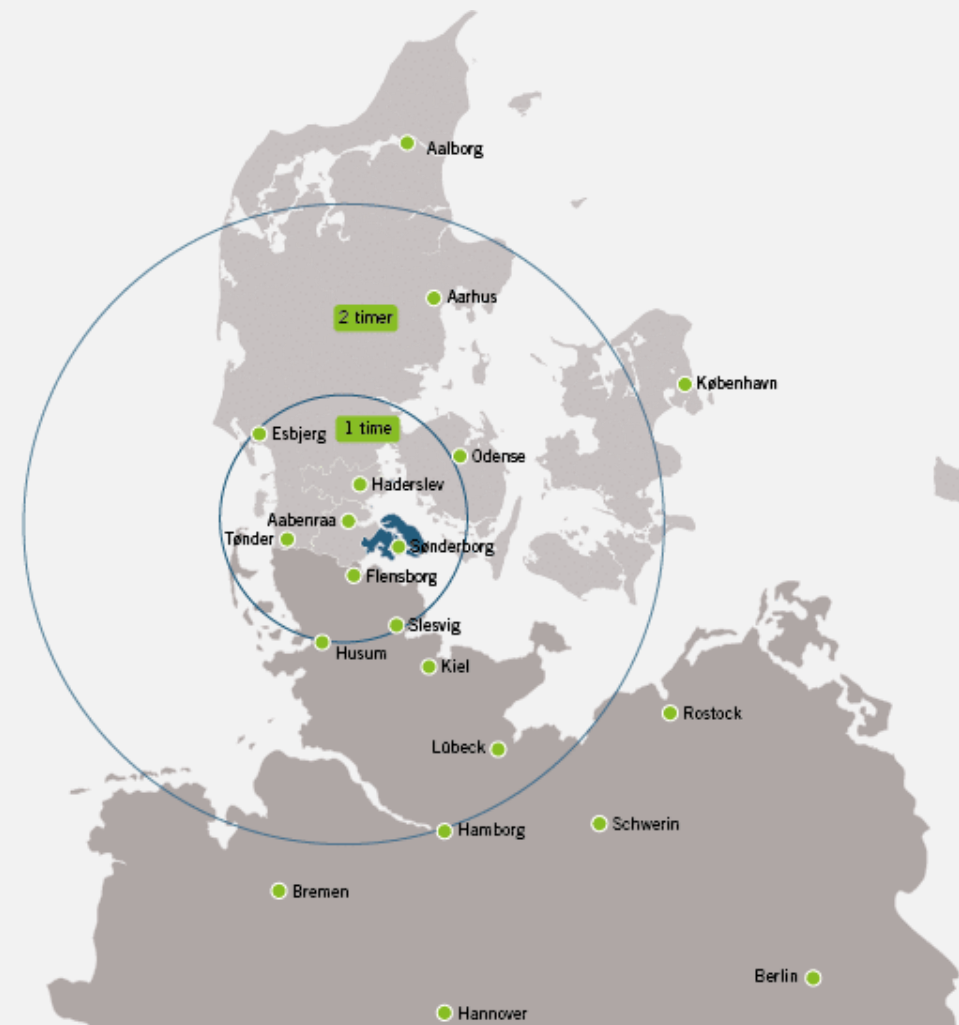 Aalborg
Aarhus
2 timer
København
1 time
Esbjerg
Odense
Haderslev
Aabenraa
Tønder
Sønderborg
Flensborg
Slesvig
Husum
Kiel
Rostock
Lübeck
Schwerin
Hamborg
Bremen
Berlin
Hannover